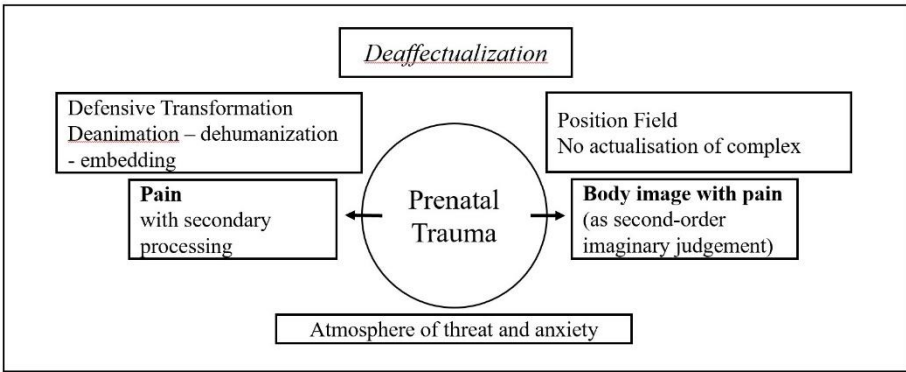 Deaffectualization
Defensive Transformation
Deanimation – dehumanization
- embedding
Position Field
No actualisation of complex
Pain
with secondary
processing
Prenatal
Trauma
Body image with pain
(as second-order
imaginary judgement)
Atmosphere of threat and anxiety